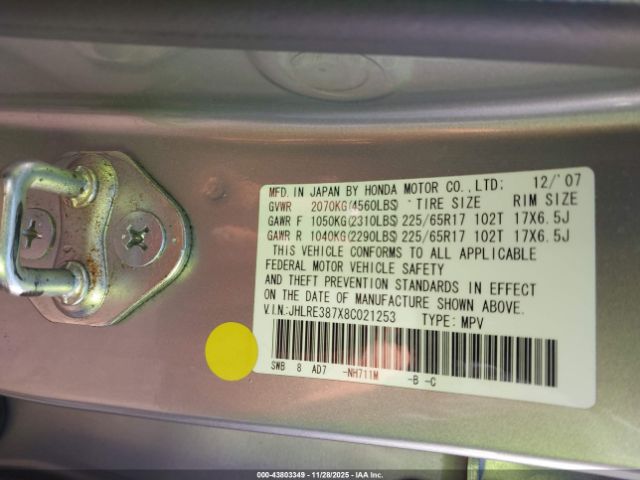 MFD. IN JAPAN BY HONDA MOTOR CO.,LTD; 12/'07
GVWR 2070KG(4560LBS) TIRE SIZE RIM SIZE
GAWR F 1050KG(2310LBS) 225/65R17 102T 17X6.5J
GAWR R 1040KG(2290LBS) 225/65R17 102T 17X6.5J
THIS VEHICLE CONFORMS TO ALL APPLICABLE
FEDERAL MOTOR VEHICLE SAFETY
AND THEFT PREVENTION STANDARDS IN EFFECT
ON THE DATE OF MANUFACTURE SHOWN ABOVE.
V.I.N:JHLRE387X8C021253 TYPE: MPV
SWB 8 AD7 -NH711M -B -C
000-43803349 - 11/28/2025 - IAA Inc.